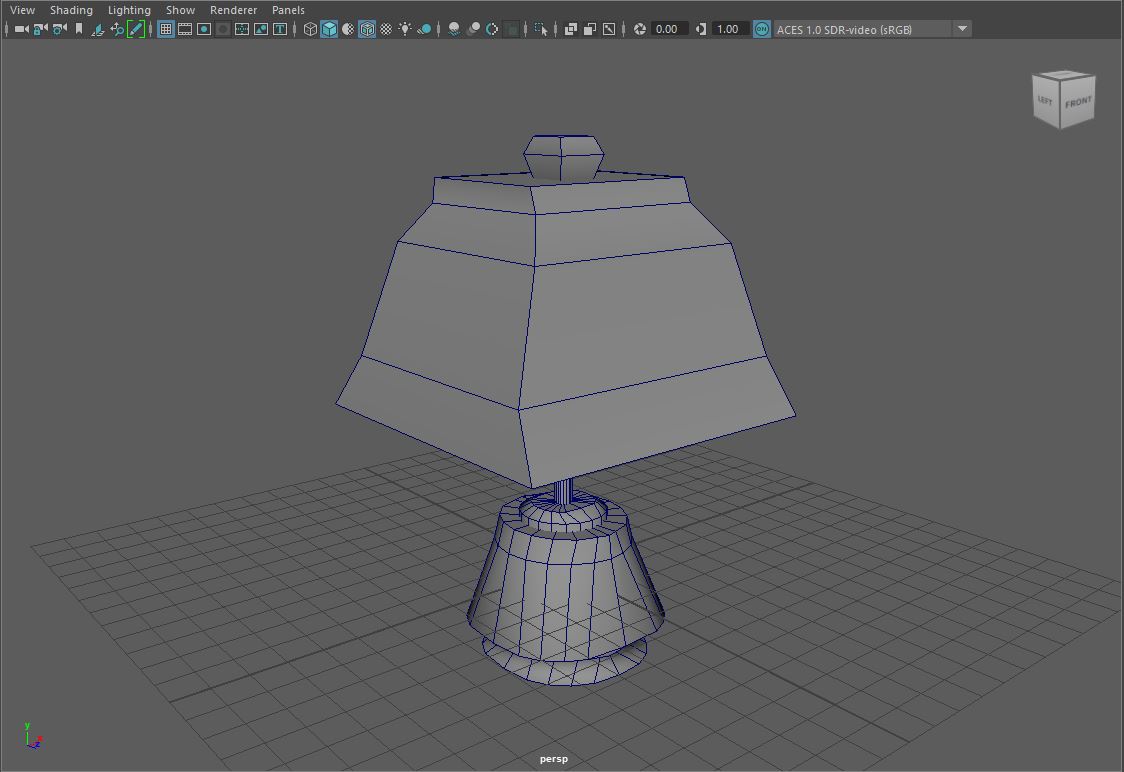 View Shading Lighting Show Renderer Panels
0.00 1.00 ON ACES 1.0 SDR-video (sRGB)
LEFT FRONT
y
x
z
persp